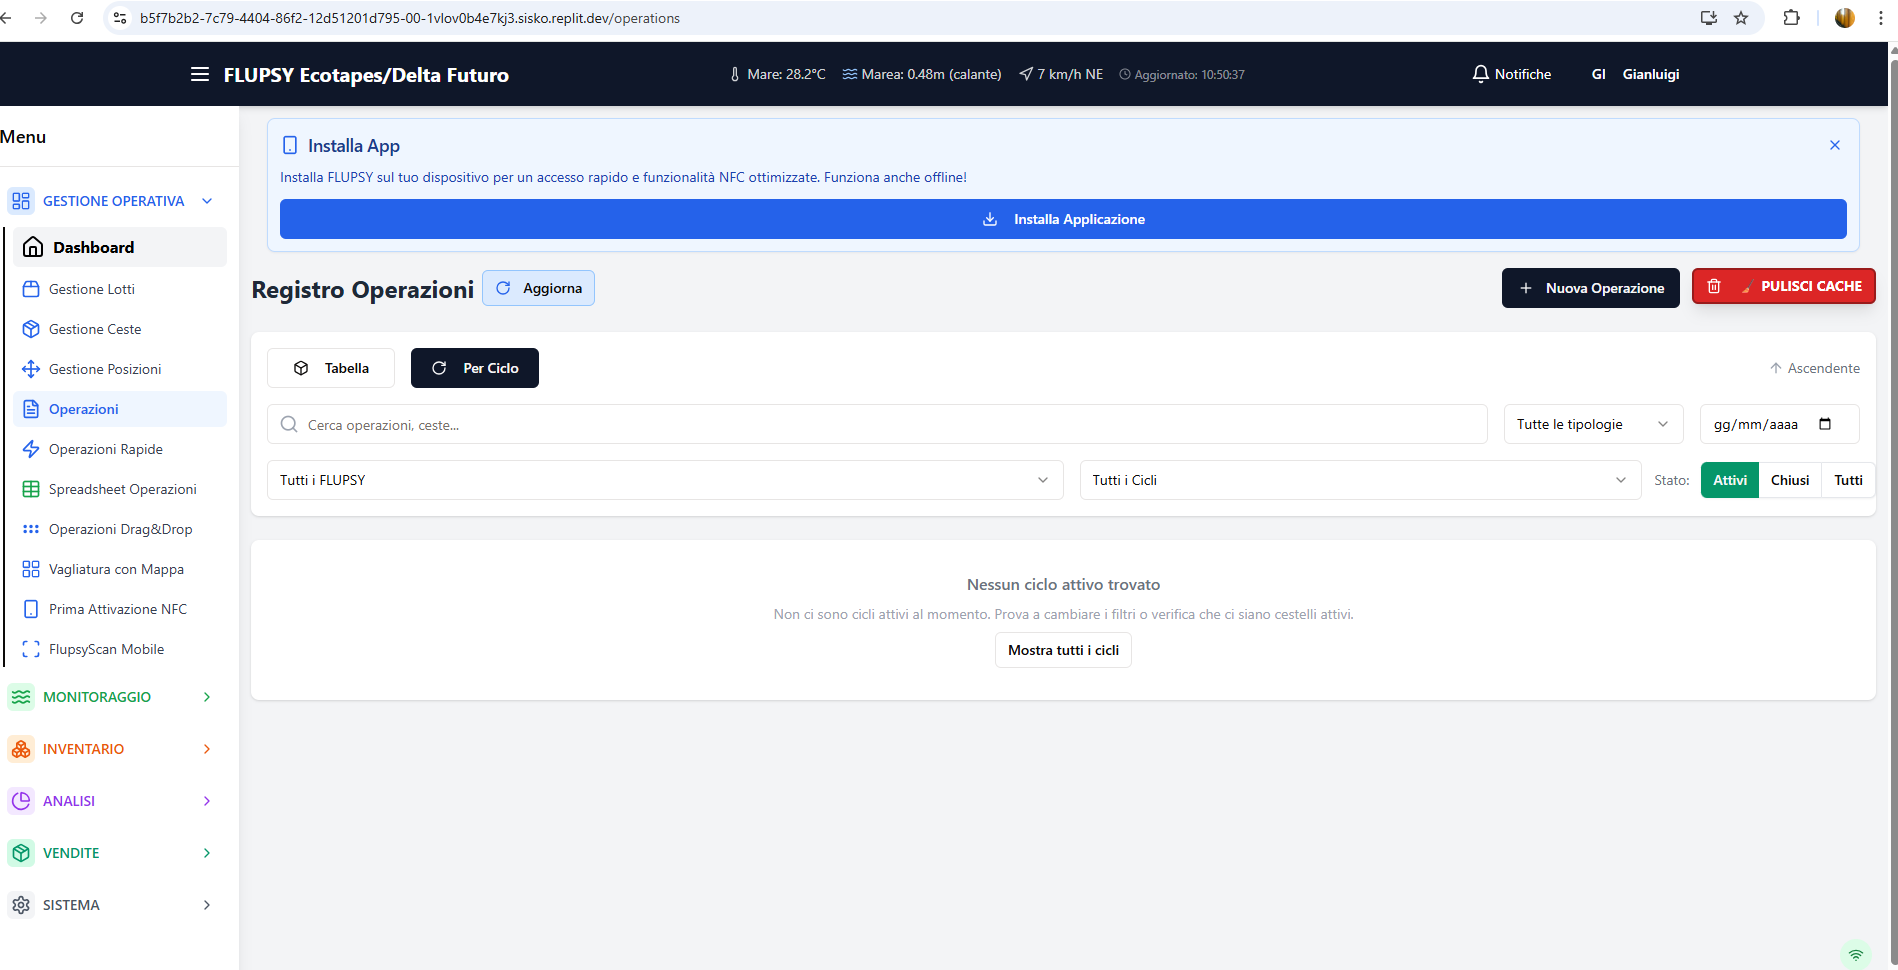 b5f7b2b2-7c79-4404-86f2-12d51201d795-00-1vlov0b4e7kj3.sisko.replit.dev/operations
FLUPSY Ecotapes/Delta Futuro
Mare: 28.2°C
Marea: 0.48m (calante)
7 km/h NE
Aggiornato: 10:50:37
Notifiche
GI
Gianluigi
Menu
GESTIONE OPERATIVA
Dashboard
Gestione Lotti
Gestione Ceste
Gestione Posizioni
Operazioni
Operazioni Rapide
Spreadsheet Operazioni
Operazioni Drag&Drop
Vagliatura con Mappa
Prima Attivazione NFC
FlupsyScan Mobile
MONITORAGGIO
INVENTARIO
ANALISI
VENDITE
SISTEMA
Installa App
Installa FLUPSY sul tuo dispositivo per un accesso rapido e funzionalità NFC ottimizzate. Funziona anche offline!
Installa Applicazione
Registro Operazioni
Aggiorna
Nuova Operazione
PULISCI CACHE
Tabella
Per Ciclo
Ascendente
Cerca operazioni, ceste...
Tutte le tipologie
gg/mm/aaaa
Tutti i FLUPSY
Tutti i Cicli
Stato:
Attivi
Chiusi
Tutti
Nessun ciclo attivo trovato
Non ci sono cicli attivi al momento. Prova a cambiare i filtri o verifica che ci siano cestelli attivi.
Mostra tutti i cicli